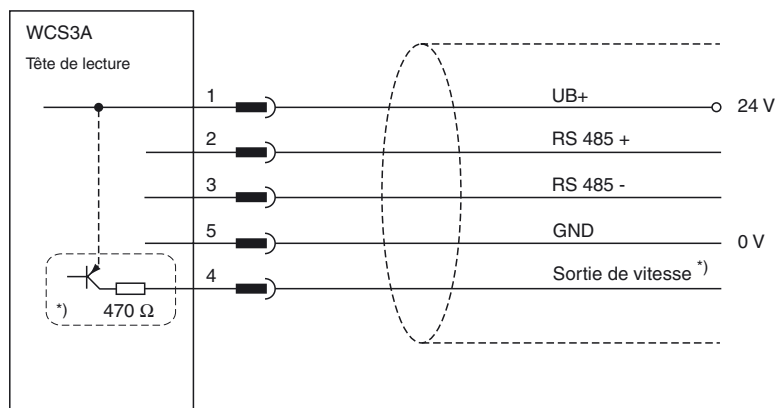 WCS3A
Tête de lecture
1 UB+ 24 V
2 RS 485 +
3 RS 485 -
5 GND 0 V
4 Sortie de vitesse *)
*) 470 Ω